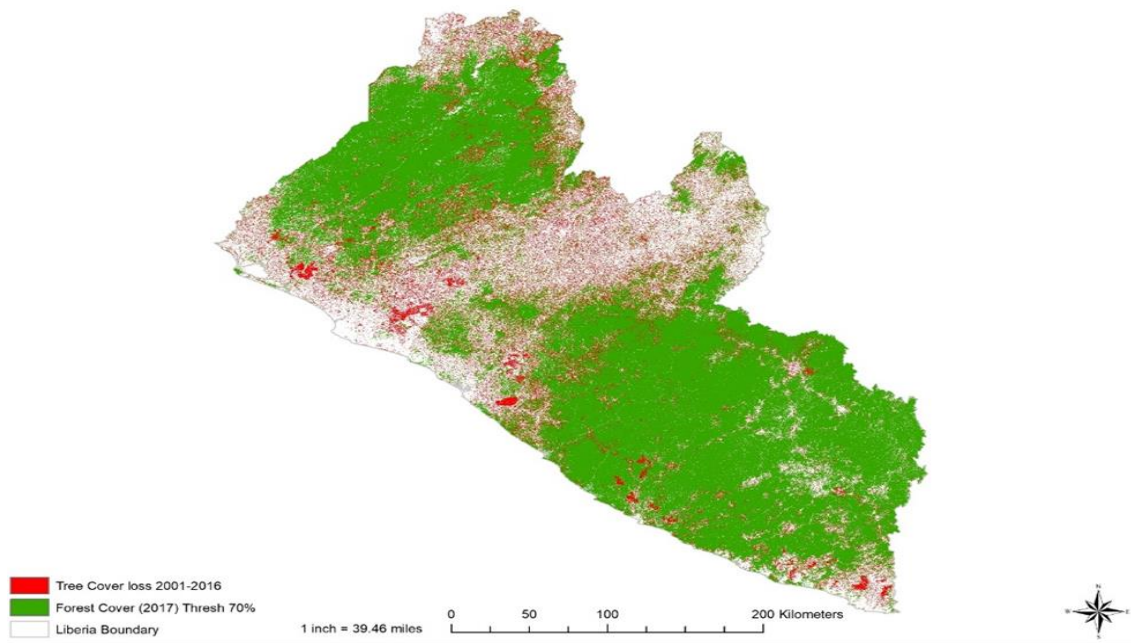 Tree Cover loss 2001-2016
Forest Cover (2017) Thresh 70%
Liberia Boundary
1 inch = 39.46 miles
0 50 100 200 Kilometers
N
W E
S